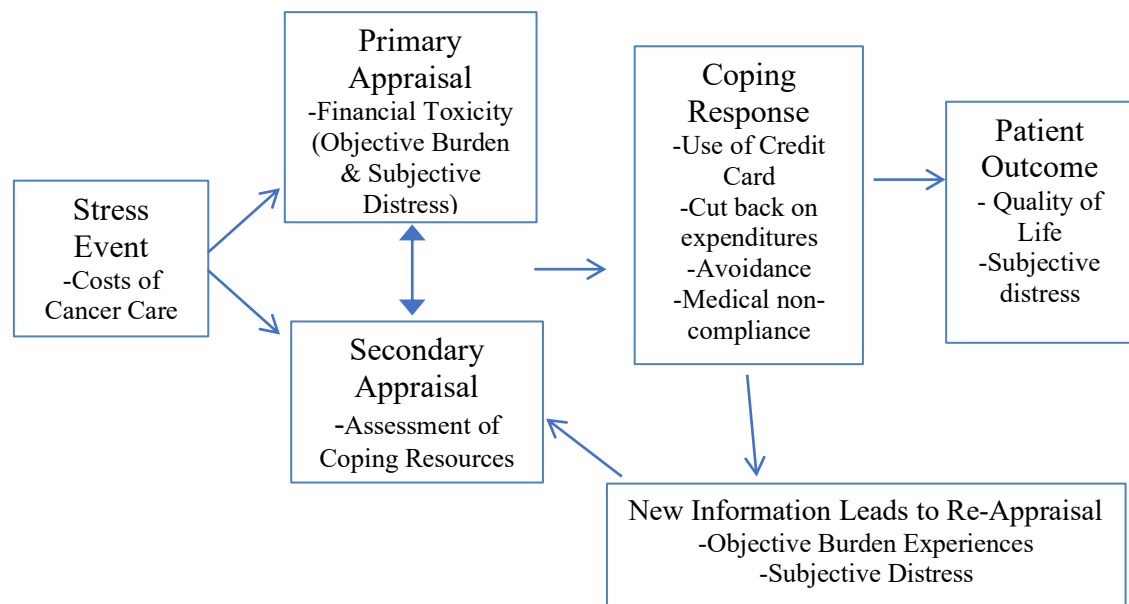 Stress
Event
-Costs of
Cancer Care
Primary
Appraisal
-Financial Toxicity
(Objective Burden
& Subjective
Distress)
Secondary
Appraisal
-Assessment of
Coping Resources
Coping
Response
-Use of Credit
Card
-Cut back on
expenditures
-Avoidance
-Medical non-
compliance
Patient
Outcome
- Quality of
Life
-Subjective
distress
New Information Leads to Re-Appraisal
-Objective Burden Experiences
-Subjective Distress